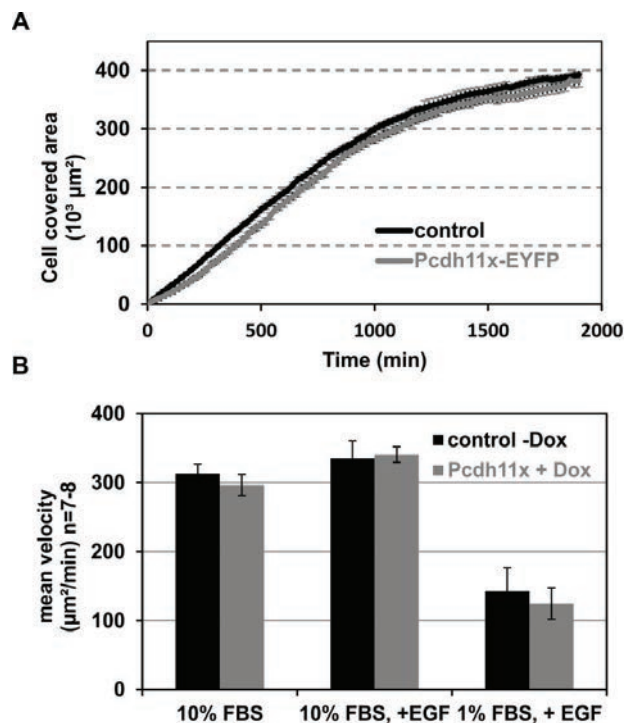 A
400
300
200
100
0
Cell covered area
(10³ µm²)
control
Pcdh11x-EYFP
0 500 1000 1500 2000
Time (min)
B
400
300
200
100
0
mean velocity
(µm²/min) n=7-8
control -Dox
Pcdh11x + Dox
10% FBS 10% FBS, +EGF 1% FBS, + EGF